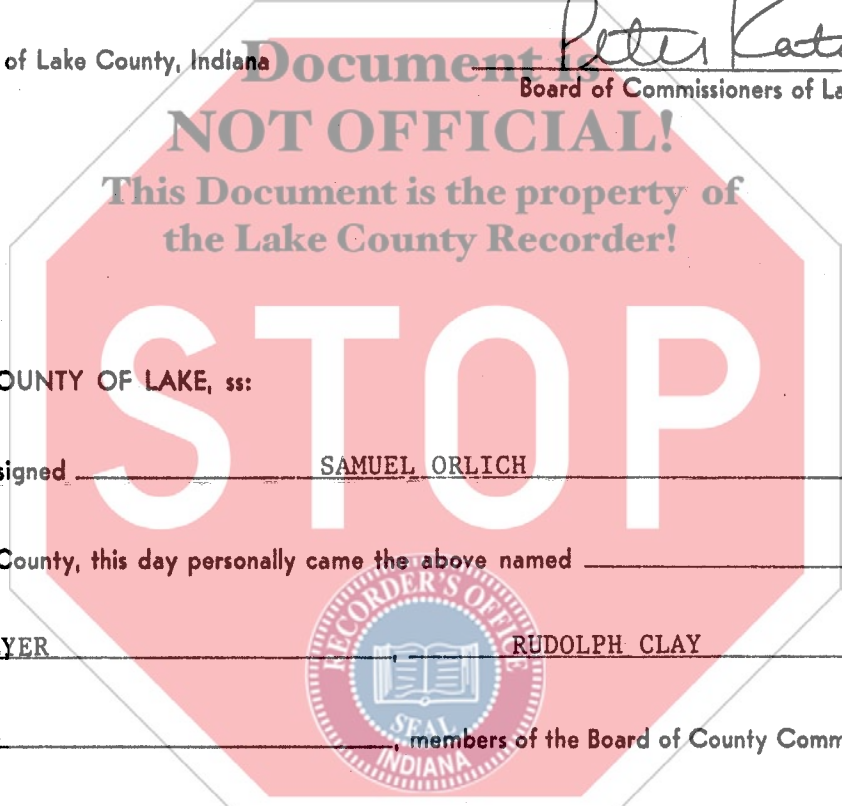 of Lake County, Indiana
Peter
Board of Commissioners of La
Document is
NOT OFFICIAL!
This Document is the property of
the Lake County Recorder!
STOP
OUNTY OF LAKE, ss:
signed SAMUEL ORLICH
County, this day personally came the above named
YER , RUDOLPH CLAY
, members of the Board of County Comm
RECORDER'S OFFICE
SEAL
INDIANA